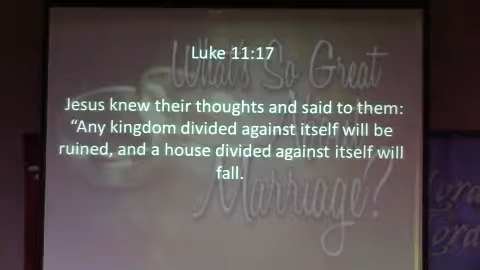 Luke 11:17
What's So Great
About
Jesus knew their thoughts and said to them:
“Any kingdom divided against itself will be
ruined, and a house divided against itself will
fall.
Marriage?